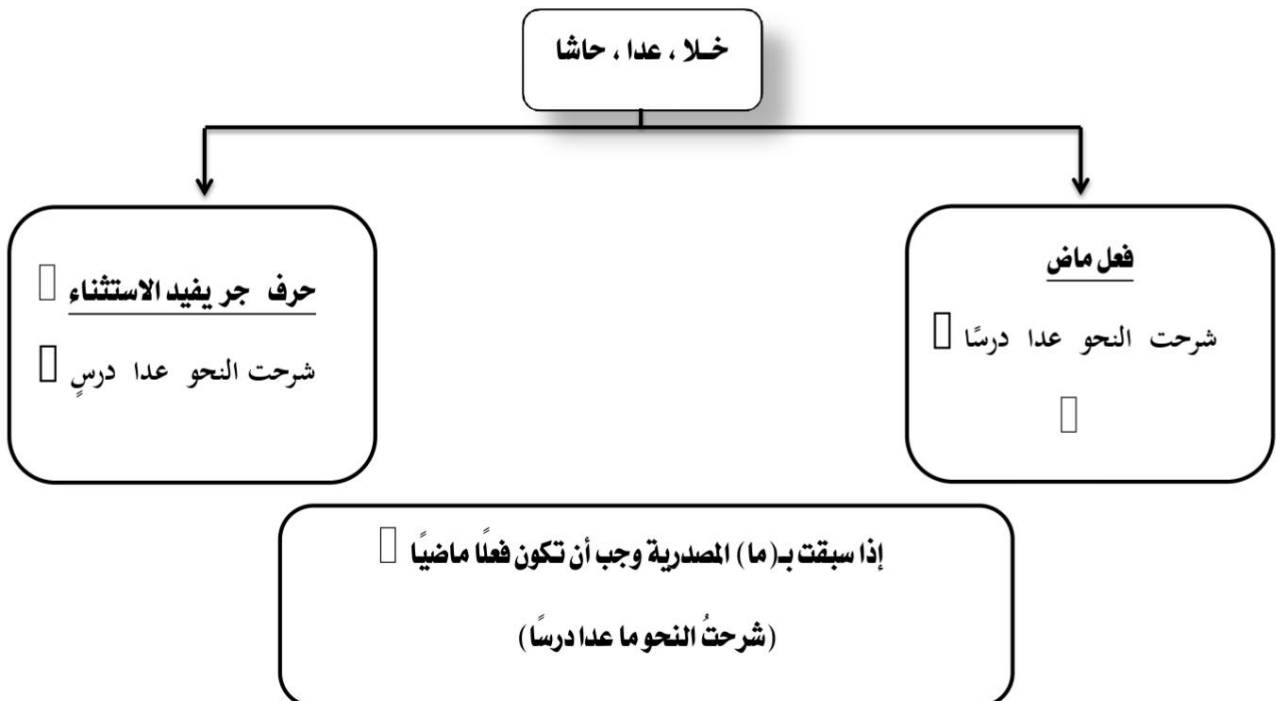 خلا ، عدا ، حاشا
فعل ماض
شرحت النحو عدا درسًا
حرف جر يفيد الاستثناء
شرحت النحو عدا درسٍ
إذا سبقت بـ(ما) المصدرية وجب أن تكون فعلًا ماضيًا
(شرحتُ النحو ما عدا درسًا)